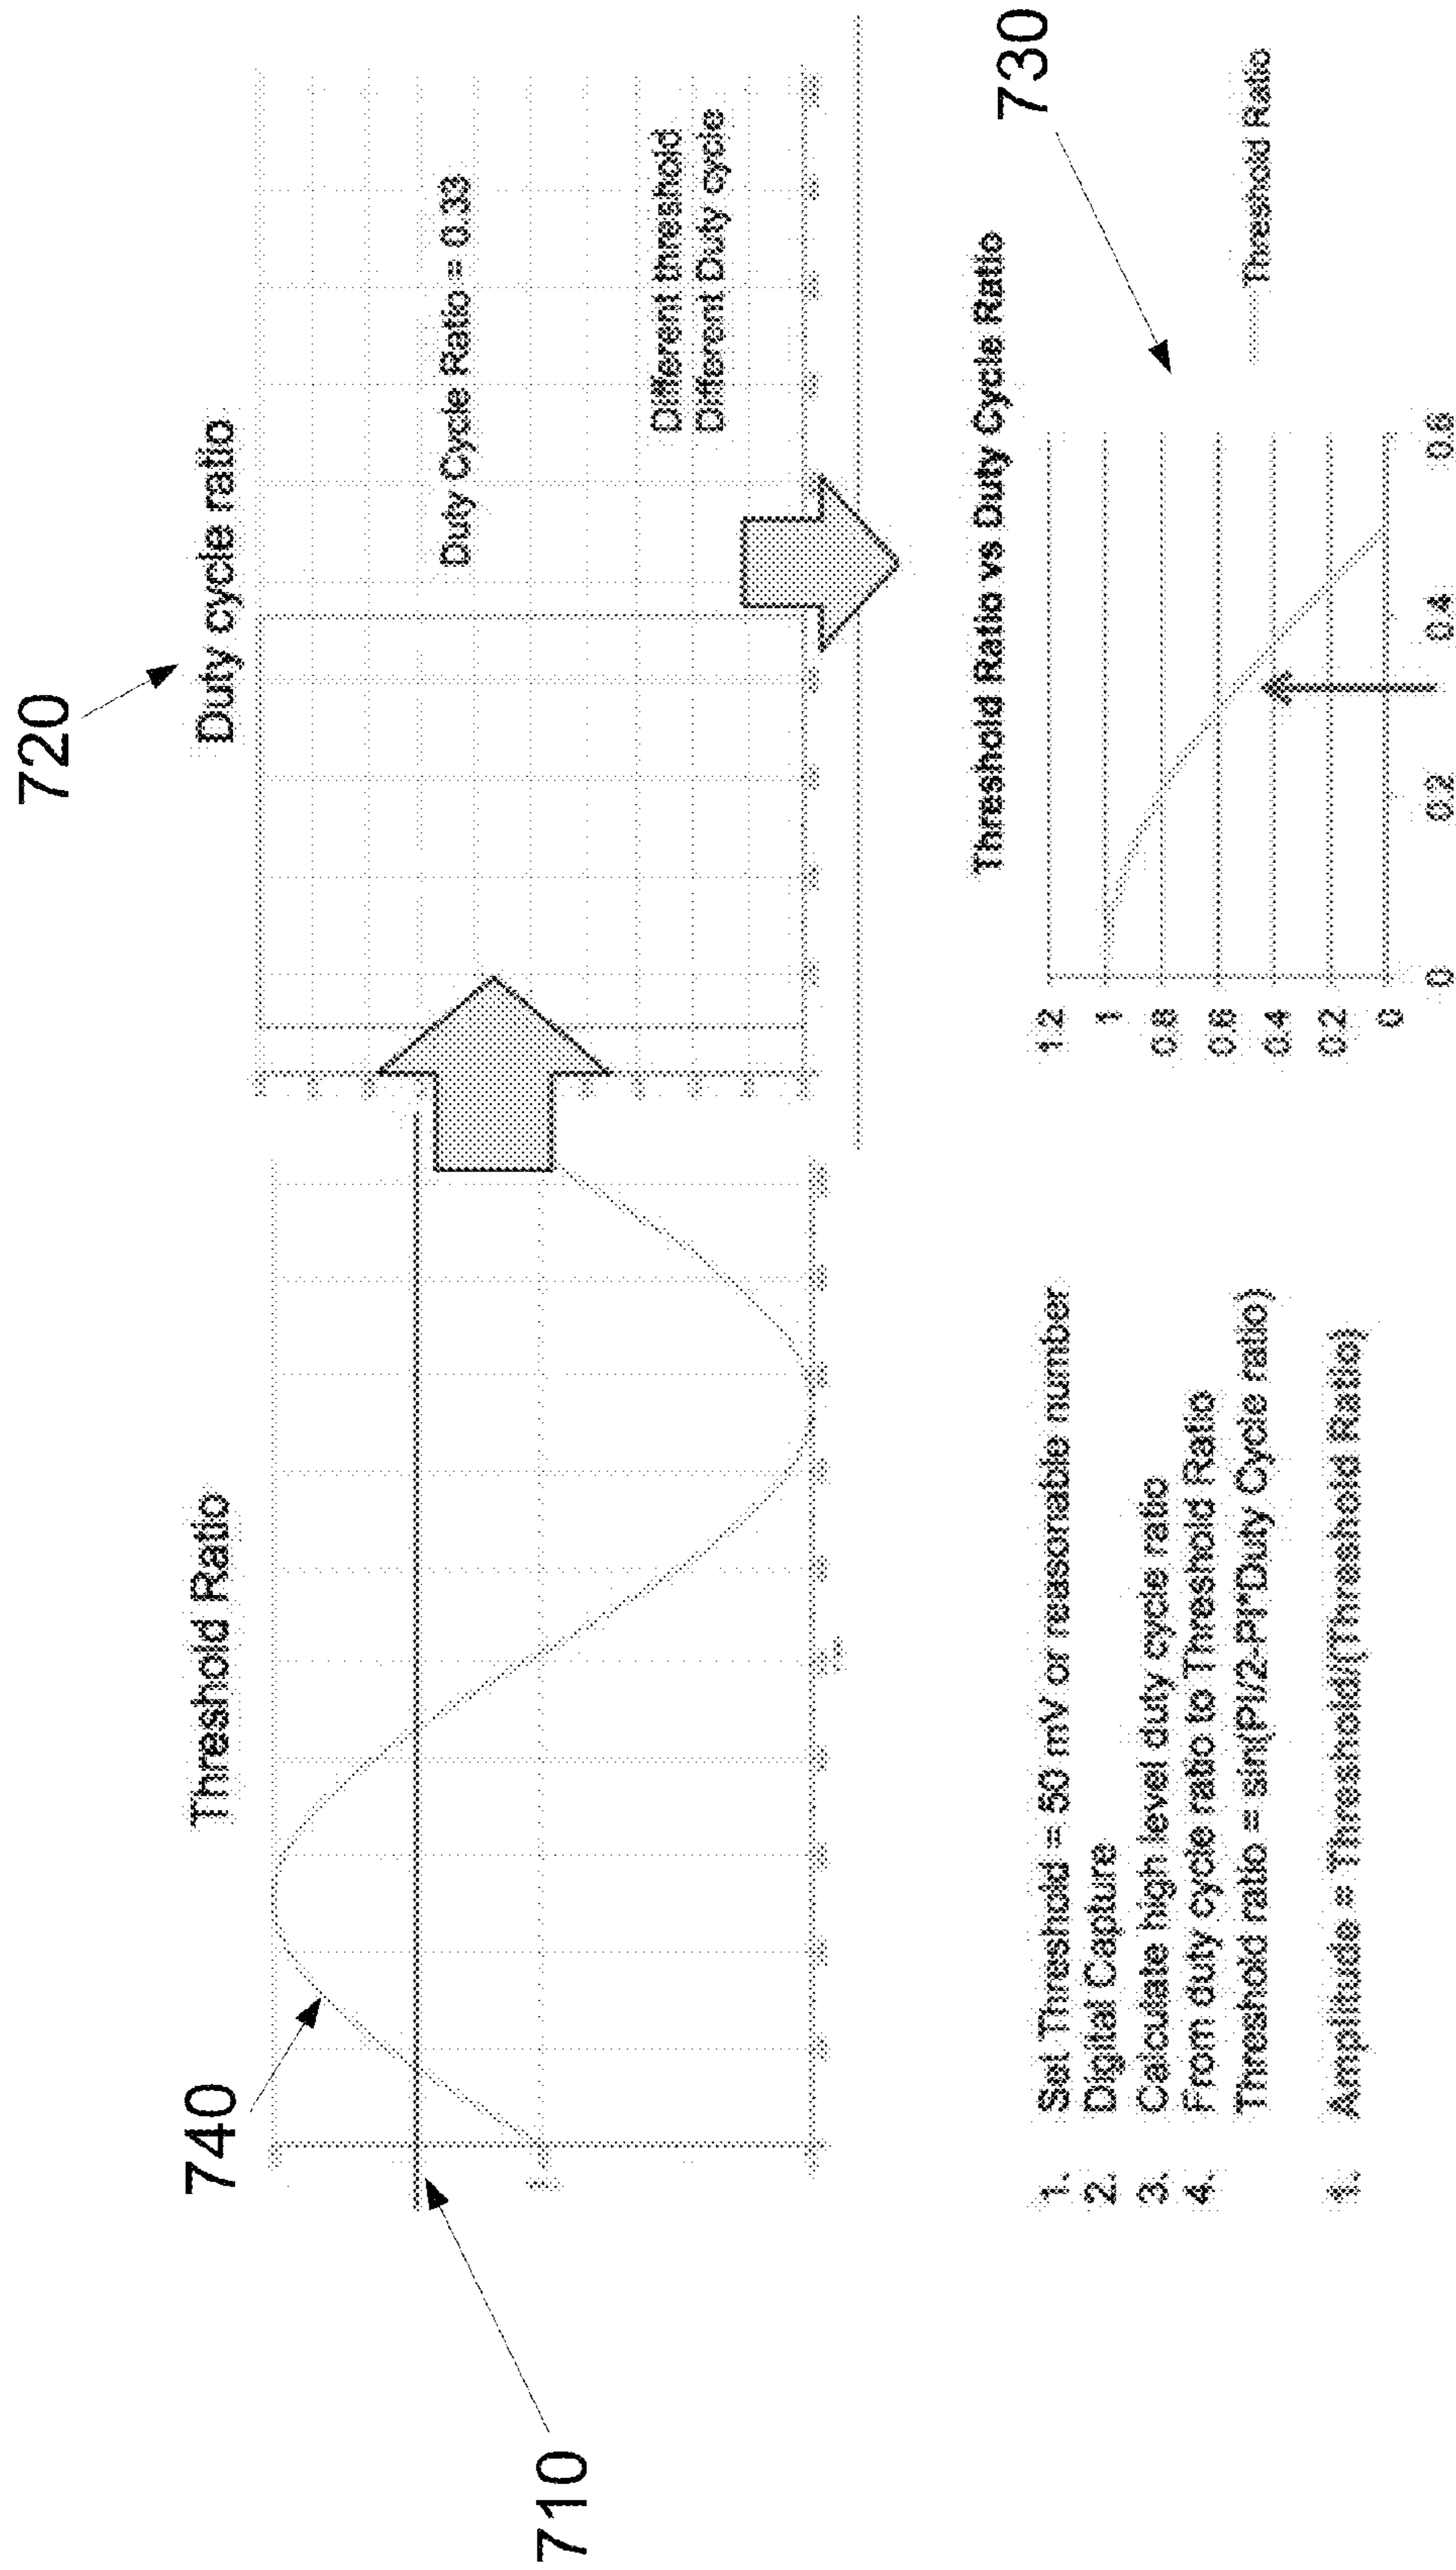 720
Threshold Ratio
Duty cycle ratio
740
710
Duty Cycle Ratio = 0.33
Different threshold
Different Duty cycle
1. Set Threshold = 50 mV or reasonable number
2. Digital Capture
3. Calculate high level duty cycle ratio
4. From duty cycle ratio to Threshold Ratio
Threshold ratio = sin(PI/2-PI*Duty Cycle ratio)
1. Amplitude = Threshold/(Threshold Ratio)
Threshold Ratio vs Duty Cycle Ratio
730
1.2
1
0.8
0.6
0.4
0.2
0
0 0.2 0.4 0.6
Threshold Ratio